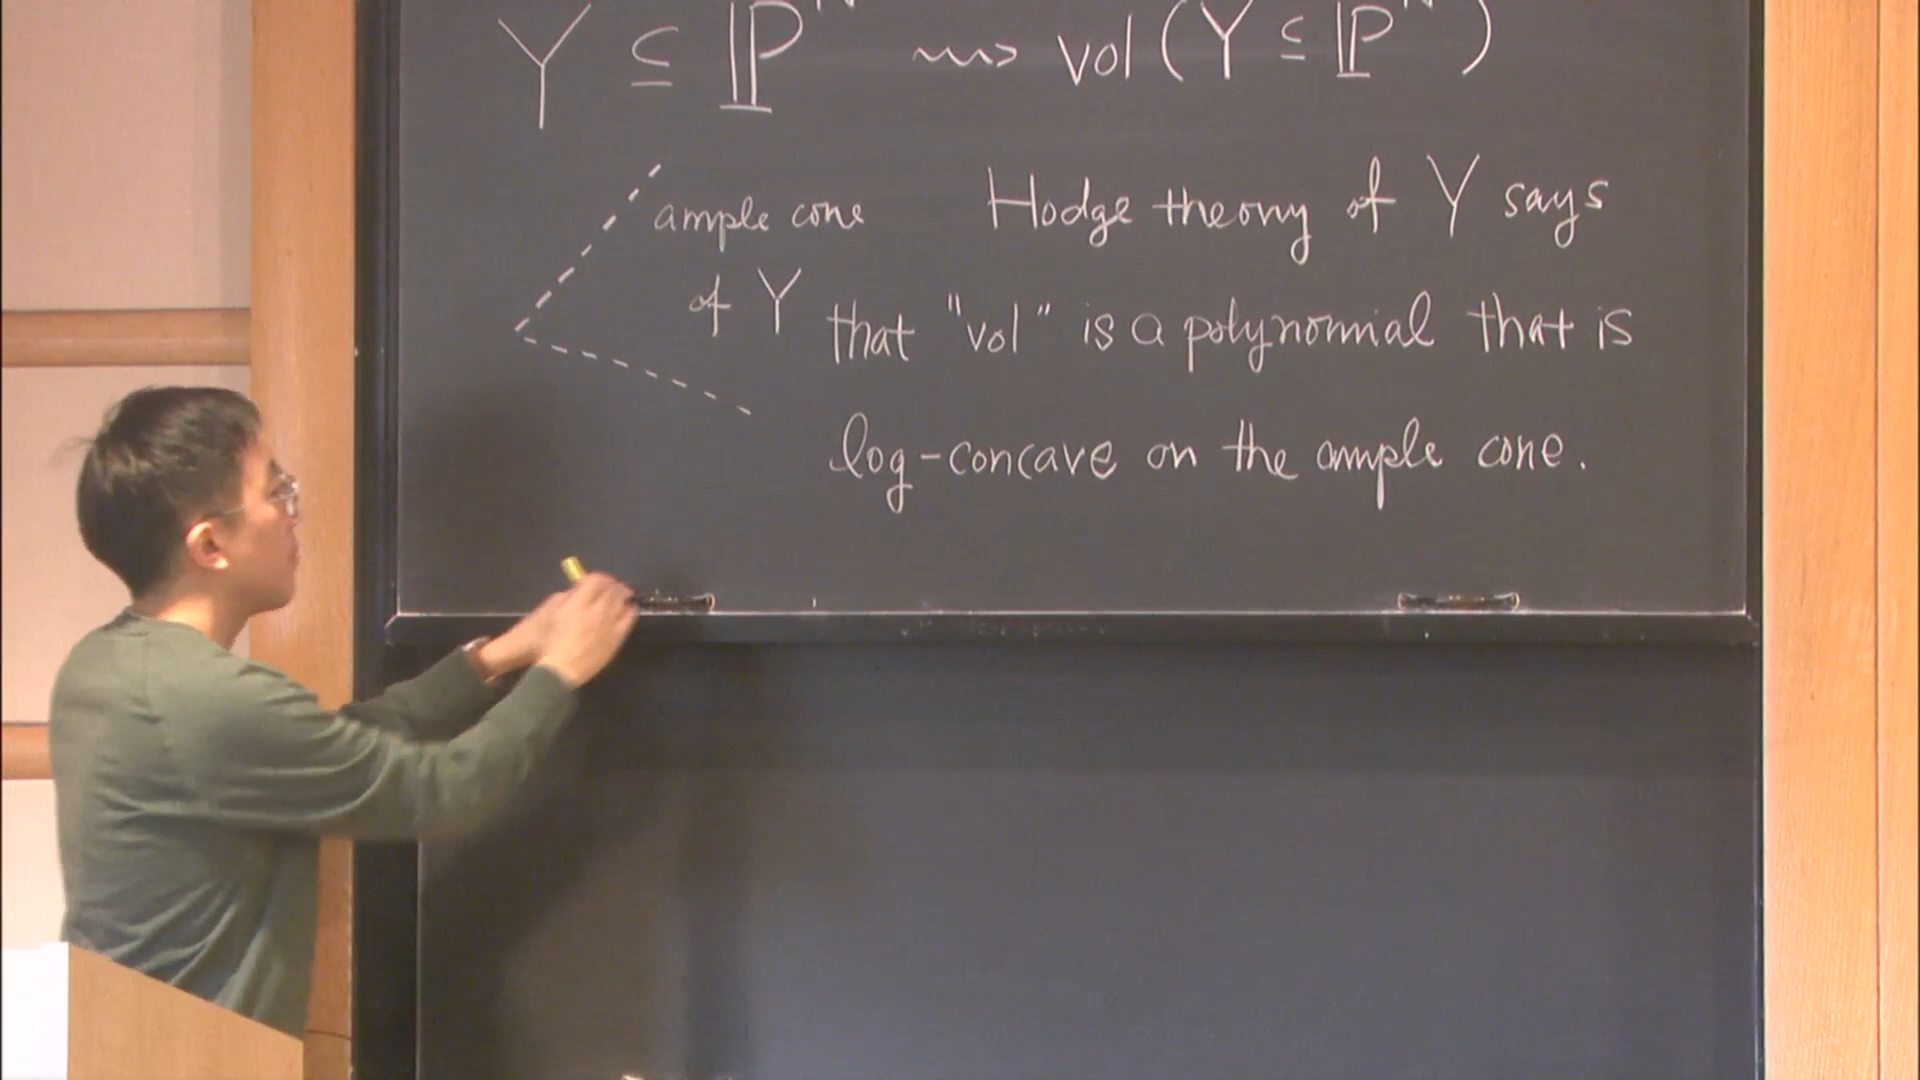 Y ⊆ ℙᴺ ⇝ vol (Y ⊆ ℙᴺ)
ample cone
of Y
Hodge theory of Y says
that "vol" is a polynomial that is
log-concave on the ample cone.